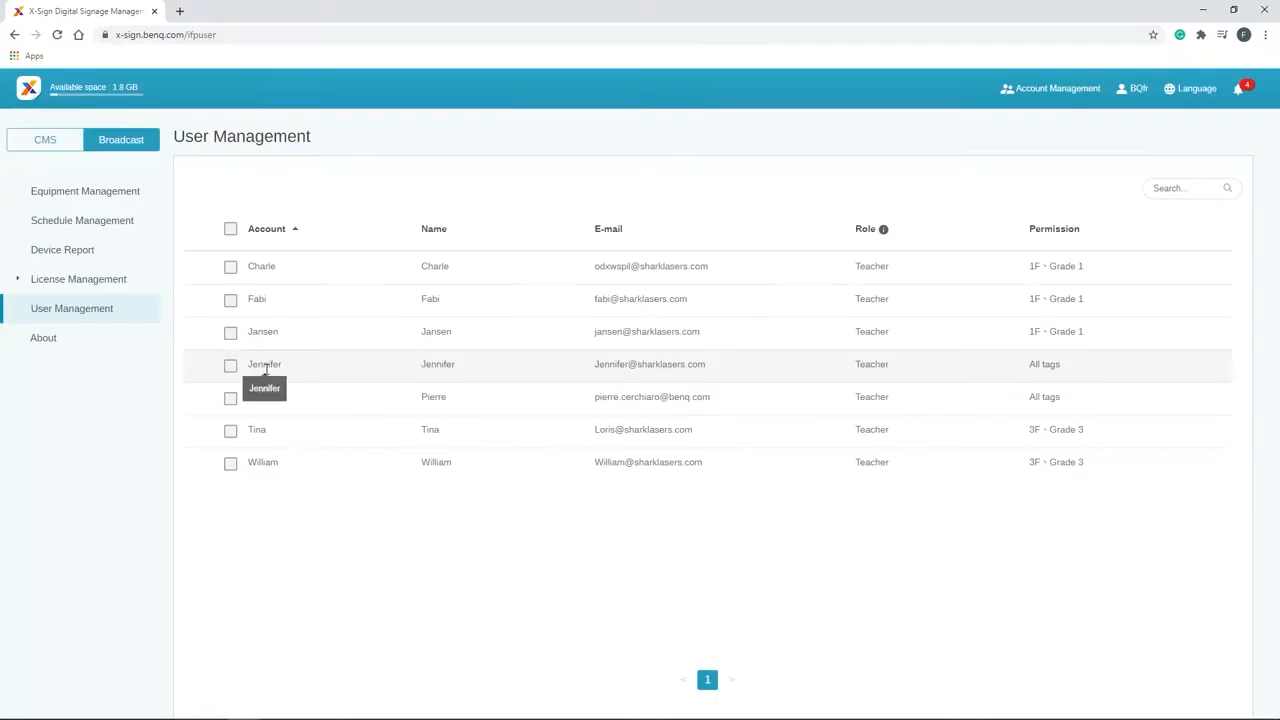 X-Sign Digital Signage Manager
x-sign.benq.com/ifpuser
F
Apps
Available space : 1.8 GB
Account Management
BQfr
Language
4
CMS
Broadcast
User Management
Equipment Management
Schedule Management
Device Report
License Management
User Management
About
Search...
Account Name E-mail Role Permission
Charle Charle odxwspil@sharklasers.com Teacher 1F、Grade 1
Fabi Fabi fabi@sharklasers.com Teacher 1F、Grade 1
Jansen Jansen jansen@sharklasers.com Teacher 1F、Grade 1
Jennifer Jennifer Jennifer@sharklasers.com Teacher All tags
Jennifer
Pierre pierre.cerchiaro@benq.com Teacher All tags
Tina Tina Loris@sharklasers.com Teacher 3F、Grade 3
William William William@sharklasers.com Teacher 3F、Grade 3
< 1 >